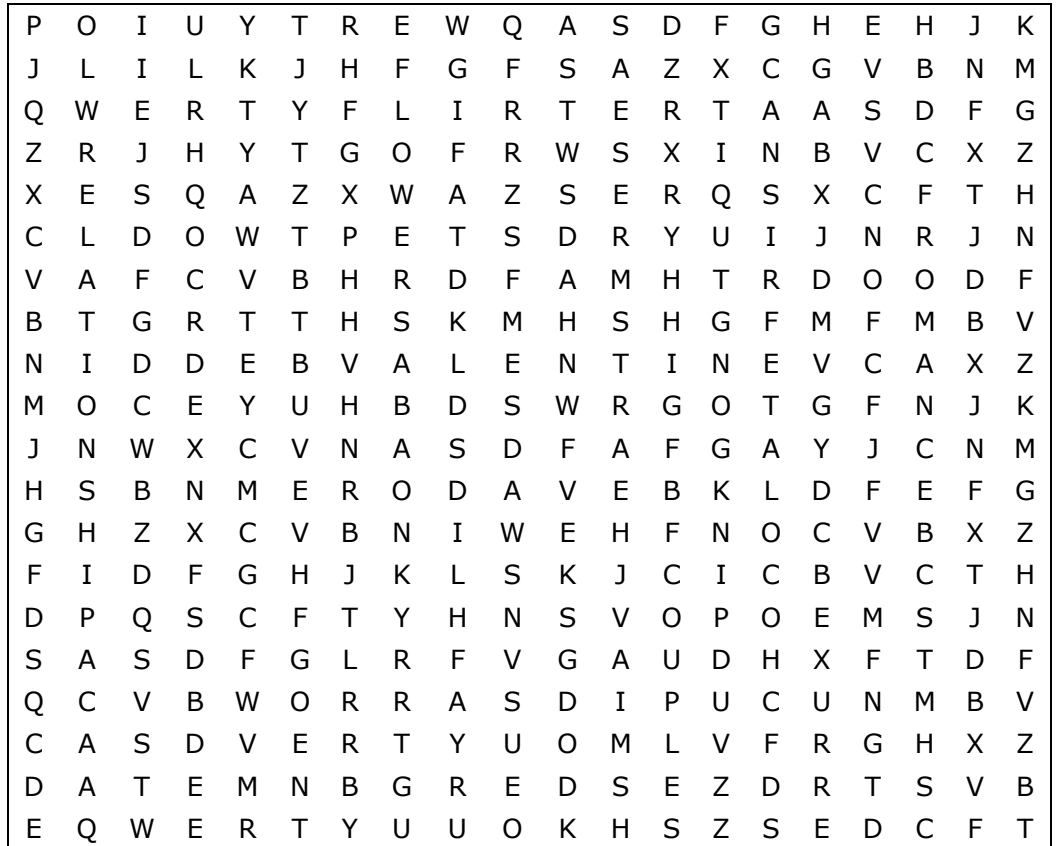 P O I U Y T R E W Q A S D F G H E H J K
J L I L K J H F G F S A Z X C G V B N M
Q W E R T Y F L I R T E R T A A S D F G
Z R J H Y T G O F R W S X I N B V C X Z
X E S Q A Z X W A Z S E R Q S X C F T H
C L D O W T P E T S D R Y U I J N R J N
V A F C V B H R D F A M H T R D O O D F
B T G R T T H S K M H S H G F M F M B V
N I D D E B V A L E N T I N E V C A X Z
M O C E Y U H B D S W R G O T G F N J K
J N W X C V N A S D F A F G A Y J C N M
H S B N M E R O D A V E B K L D F E F G
G H Z X C V B N I W E H F N O C V B X Z
F I D F G H J K L S K J C I C B V C T H
D P Q S C F T Y H N S V O P O E M S J N
S A S D F G L R F V G A U D H X F T D F
Q C V B W O R R A S D I P U C U N M B V
C A S D V E R T Y U O M L V F R G H X Z
D A T E M N B G R E D S E Z D R T S V B
E Q W E R T Y U U O K H S Z S E D C F T